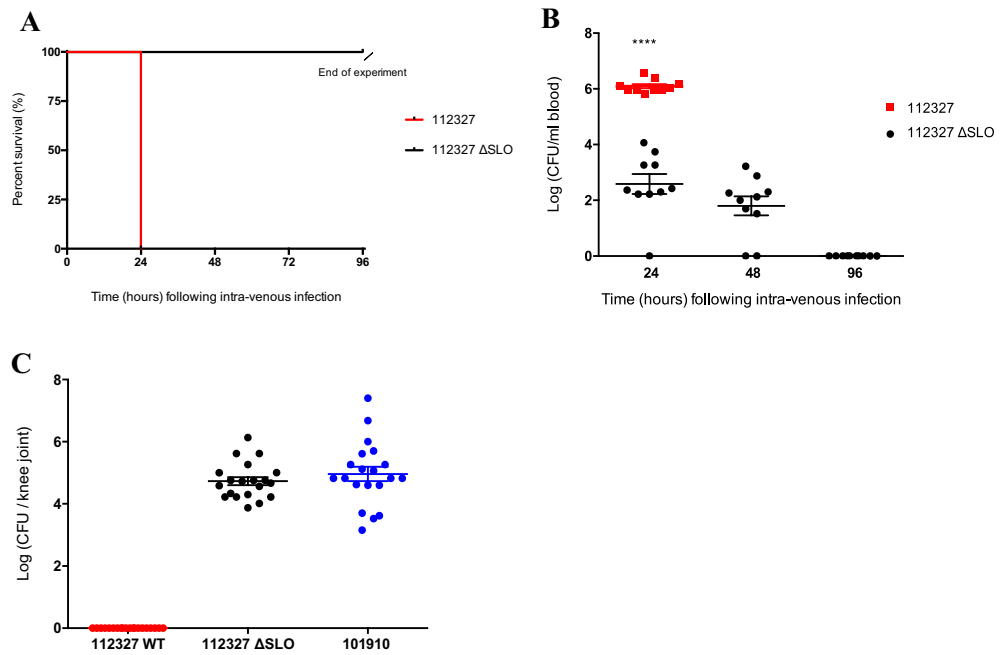 A
100
75
50
25
0
Percent survival (%)
End of experiment
112327
112327 ΔSLO
0 24 48 72 96
Time (hours) following intra-venous infection
B
8
6
4
2
0
Log (CFU/ml blood)
****
112327
112327 ΔSLO
24 48 96
Time (hours) following intra-venous infection
C
8
6
4
2
0
Log (CFU / knee joint)
112327 WT 112327 ΔSLO 101910